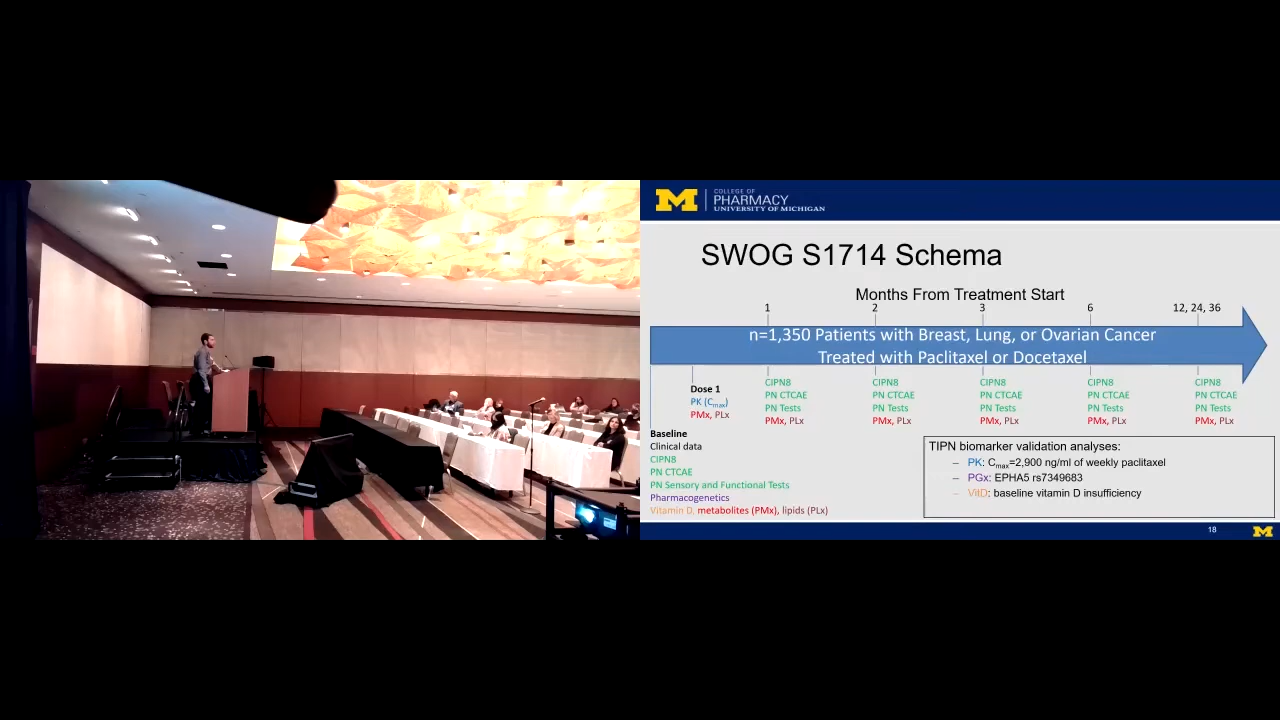 M
COLLEGE OF
PHARMACY
UNIVERSITY OF MICHIGAN
SWOG S1714 Schema
Months From Treatment Start
1 2 3 6 12, 24, 36
n=1,350 Patients with Breast, Lung, or Ovarian Cancer
Treated with Paclitaxel or Docetaxel
Dose 1
PK (Cmax)
PMx, PLx
CIPN8
PN CTCAE
PN Tests
PMx, PLx
CIPN8
PN CTCAE
PN Tests
PMx, PLx
CIPN8
PN CTCAE
PN Tests
PMx, PLx
CIPN8
PN CTCAE
PN Tests
PMx, PLx
CIPN8
PN CTCAE
PN Tests
PMx, PLx
Baseline
Clinical data
CIPN8
PN CTCAE
PN Sensory and Functional Tests
Pharmacogenetics
Vitamin D, metabolites (PMx), lipids (PLx)
TIPN biomarker validation analyses:
– PK: Cmax=2,900 ng/ml of weekly paclitaxel
– PGx: EPHA5 rs7349683
– VitD: baseline vitamin D insufficiency
18
M